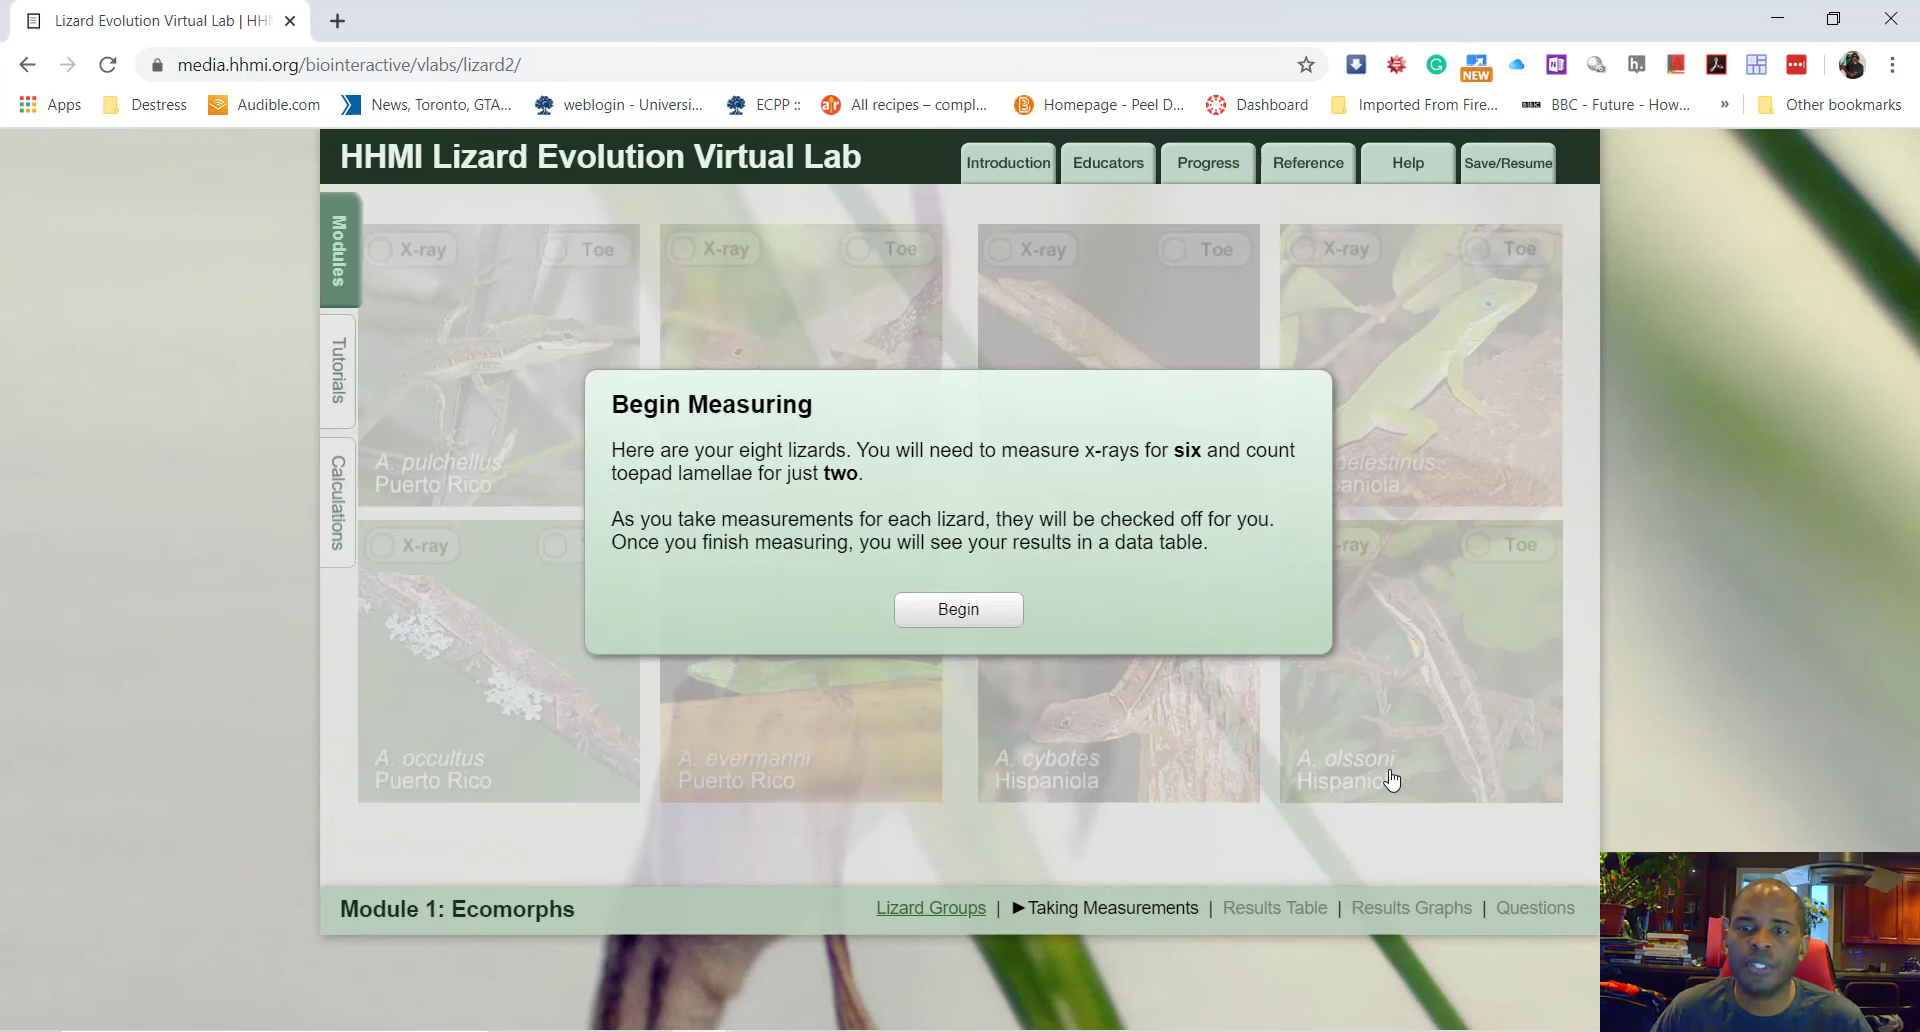 Lizard Evolution Virtual Lab | HH
media.hhmi.org/biointeractive/vlabs/lizard2/
NEW
Apps Destress Audible.com News, Toronto, GTA... weblogin - Universi... ECPP :: All recipes – compl... Homepage - Peel D... Dashboard Imported From Fire... BBC - Future - How... » Other bookmarks
HHMI Lizard Evolution Virtual Lab
Introduction Educators Progress Reference Help Save/Resume
Modules
Tutorials
Calculations
X-ray Toe X-ray Toe X-ray Toe X-ray Toe
A. pulchellus
Puerto Rico
Begin Measuring
Here are your eight lizards. You will need to measure x-rays for six and count
toepad lamellae for just two.
As you take measurements for each lizard, they will be checked off for you.
Once you finish measuring, you will see your results in a data table.
Begin
X-ray Toe
A. occultus
Puerto Rico
A. evermanni
Puerto Rico
A. cybotes
Hispaniola
A. olssoni
Module 1: Ecomorphs
Lizard Groups | ►Taking Measurements | Results Table | Results Graphs | Questions